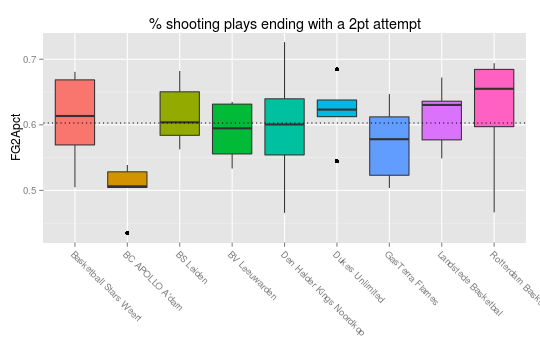 % shooting plays ending with a 2pt attempt
FG2Apct
0.7
0.6
0.5
Basketball Stars Weert
BC APOLLO A'dam
BS Leiden
BV Leeuwarden
Den Helder Kings Noordkop
Dukes Unlimited
GasTerra Flames
Landstede Basketbal
Rotterdam Bask